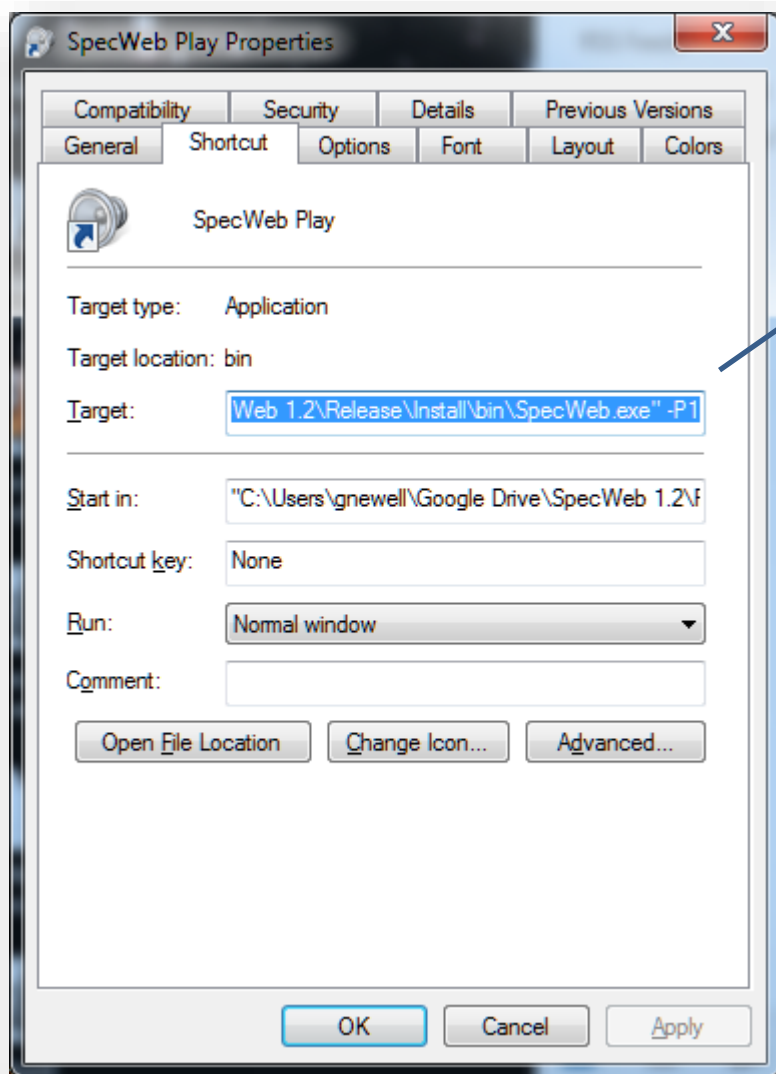 SpecWeb Play Properties
Compatibility Security Details Previous Versions
General Shortcut Options Font Layout Colors
SpecWeb Play
Target type: Application
Target location: bin
Target: Web 1.2\Release\Install\bin\SpecWeb.exe" -P1
Start in: "C:\Users\gnewell\Google Drive\SpecWeb 1.2\
Shortcut key: None
Run: Normal window
Comment:
Open File Location Change Icon... Advanced...
OK Cancel Apply